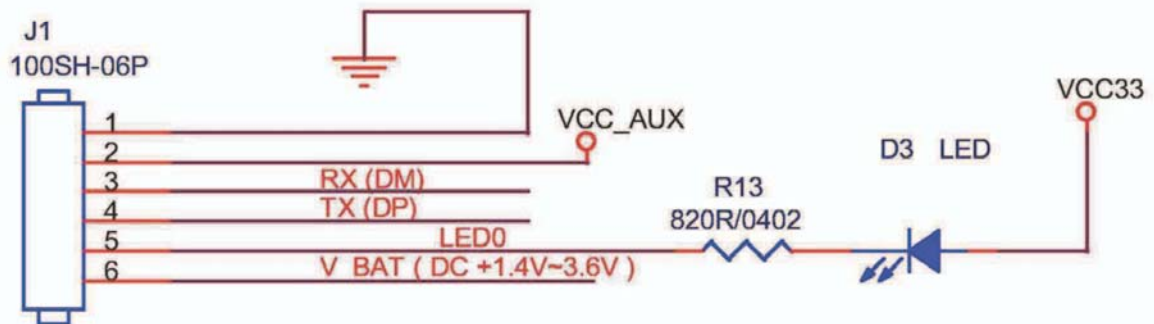 J1
100SH-06P
VCC33
VCC_AUX
D3 LED
1
2
3 RX (DM)
4 TX (DP)
R13
820R/0402
5 LED0
6 V_BAT ( DC +1.4V~3.6V )